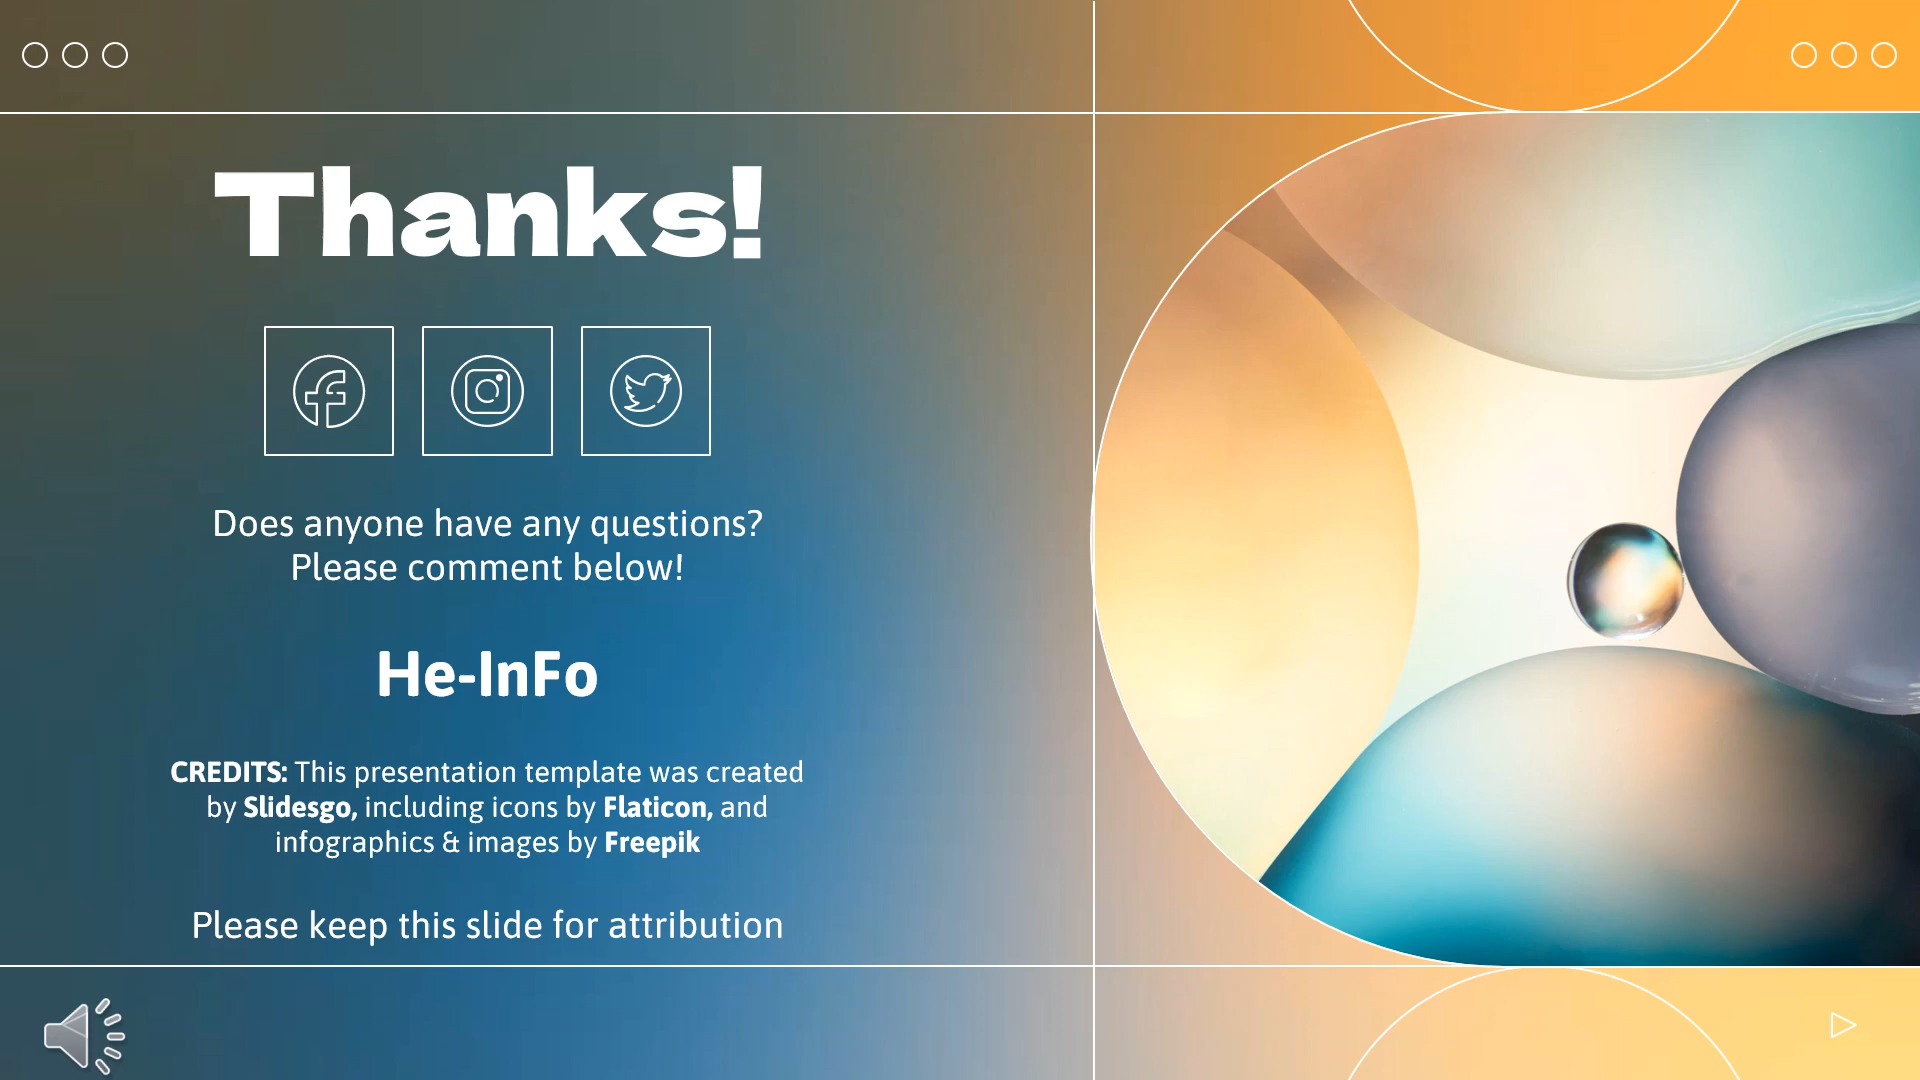 Thanks!
Does anyone have any questions?
Please comment below!
He-InFo
CREDITS: This presentation template was created
by Slidesgo, including icons by Flaticon, and
infographics & images by Freepik
Please keep this slide for attribution